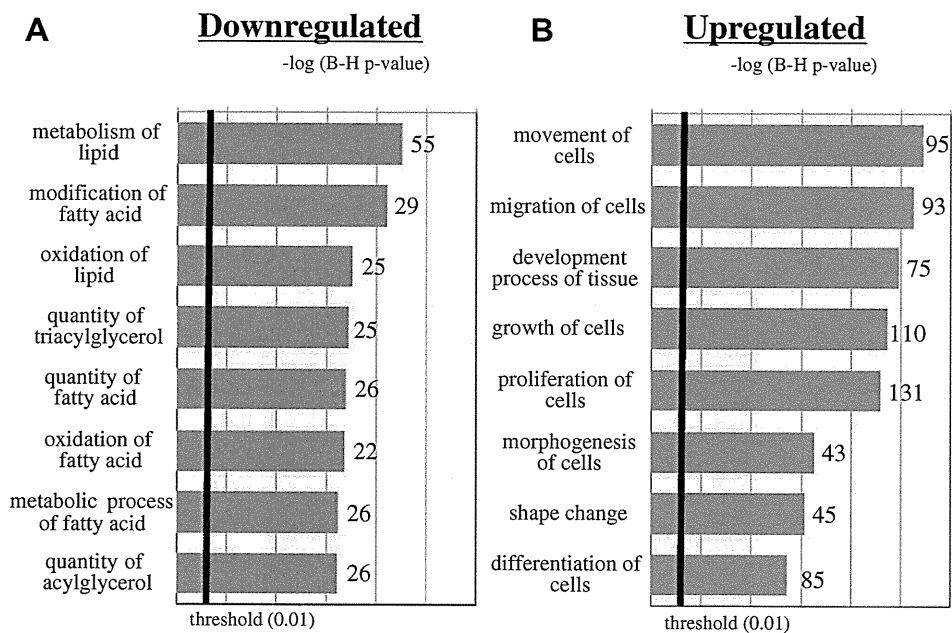 A
Downregulated
-log (B-H p-value)
metabolism of
lipid
55
modification of
fatty acid
29
oxidation of
lipid
25
quantity of
triacylglycerol
25
quantity of
fatty acid
26
oxidation of
fatty acid
22
metabolic process
of fatty acid
26
quantity of
acylglycerol
26
threshold (0.01)
B
Upregulated
-log (B-H p-value)
movement of
cells
95
migration of cells
93
development
process of tissue
75
growth of cells
110
proliferation of
cells
131
morphogenesis
of cells
43
shape change
45
differentiation of
cells
85
threshold (0.01)